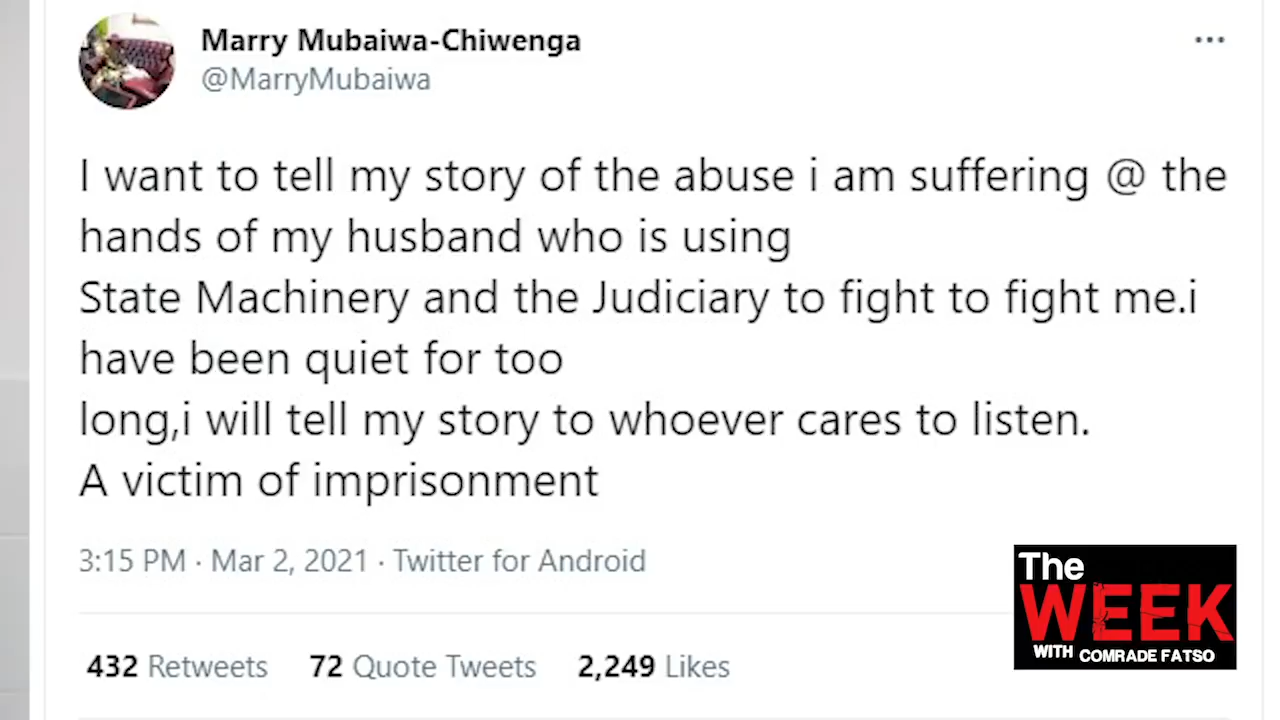 Marry Mubaiwa-Chiwenga
@MarryMubaiwa
I want to tell my story of the abuse i am suffering @ the
hands of my husband who is using
State Machinery and the Judiciary to fight to fight me.i
have been quiet for too
long,i will tell my story to whoever cares to listen.
A victim of imprisonment
3:15 PM · Mar 2, 2021 · Twitter for Android
432 Retweets 72 Quote Tweets 2,249 Likes
The
WEEK
WITH COMRADE FATSO